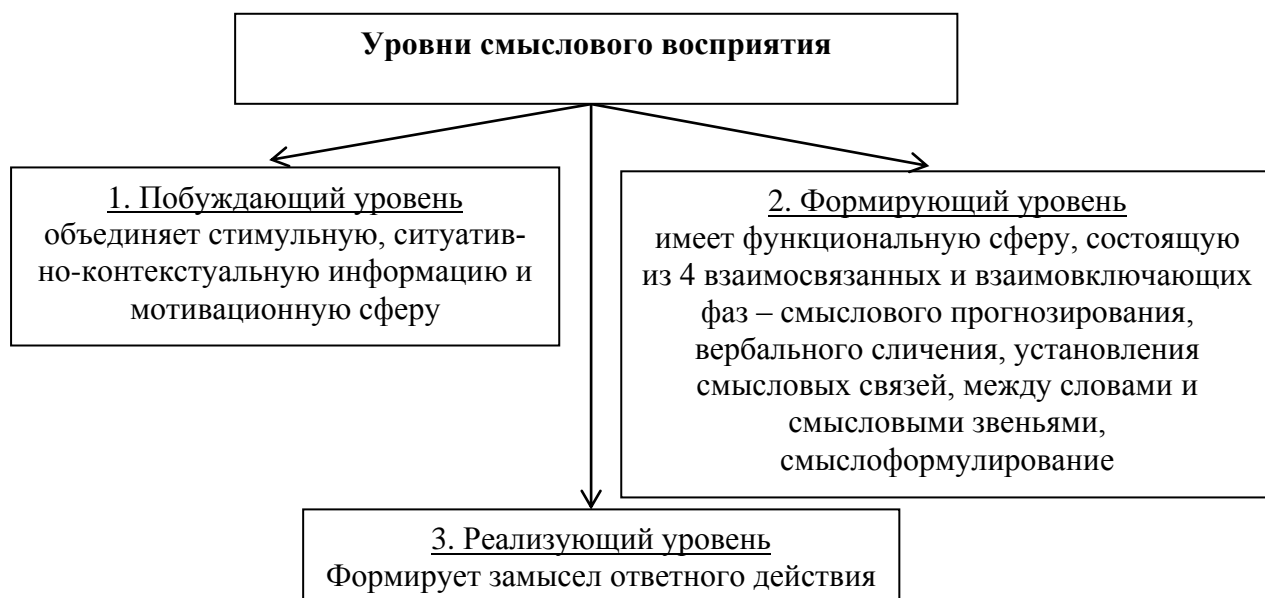 Уровни смыслового восприятия
1. Побуждающий уровень
объединяет стимульную, ситуатив-
но-контекстуальную информацию и
мотивационную сферу
2. Формирующий уровень
имеет функциональную сферу, состоящую
из 4 взаимосвязанных и взаимовключающих
фаз – смыслового прогнозирования,
вербального сличения, установления
смысловых связей, между словами и
смысловыми звеньями,
смыслоформулирование
3. Реализующий уровень
Формирует замысел ответного действия